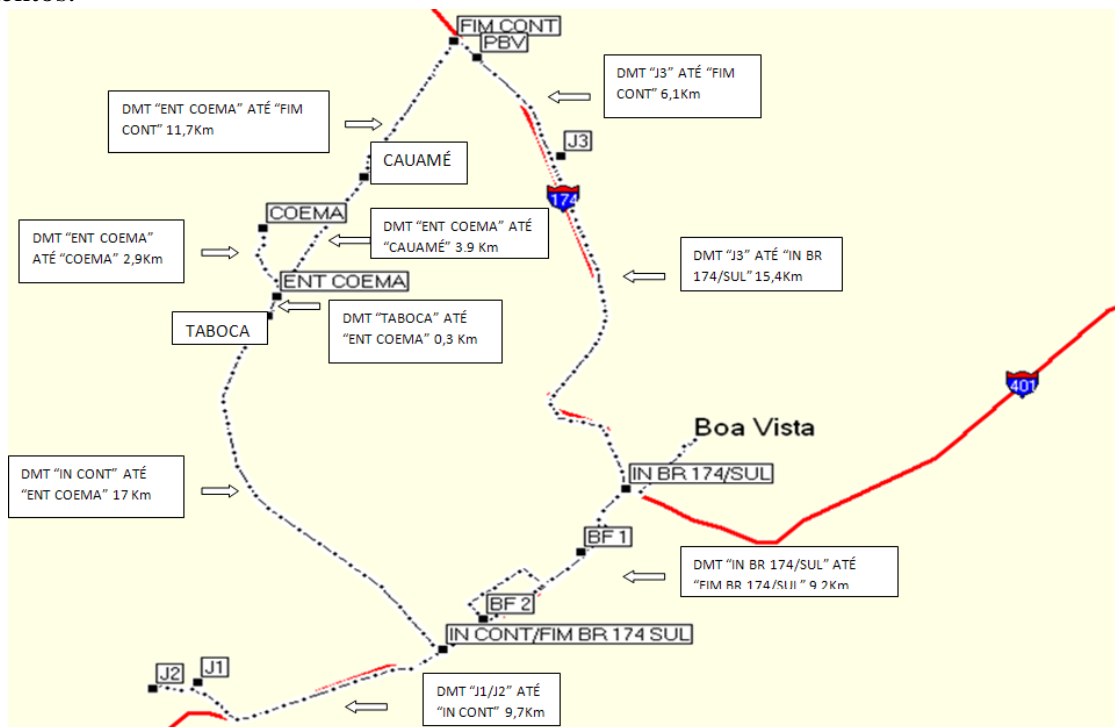 FIM CONT
PBV
DMT "J3" ATÉ "FIM
CONT" 6,1Km
DMT "ENT COEMA" ATÉ "FIM
CONT" 11,7Km
J3
CAUAMÉ
174
COEMA
DMT "ENT COEMA" ATÉ
"CAUAMÉ" 3.9 Km
DMT "ENT COEMA"
ATÉ "COEMA" 2,9Km
DMT "J3" ATÉ "IN BR
174/SUL" 15,4Km
ENT COEMA
TABOCA
DMT "TABOCA" ATÉ
"ENT COEMA" 0,3 Km
401
Boa Vista
IN BR 174/SUL
DMT "IN CONT" ATÉ
"ENT COEMA" 17 Km
BF 1
DMT "IN BR 174/SUL" ATÉ
"FIM BR 174/SUL" 9.2Km
BF 2
IN CONT/FIM BR 174 SUL
J2
J1
DMT "J1/J2" ATÉ
"IN CONT" 9,7Km